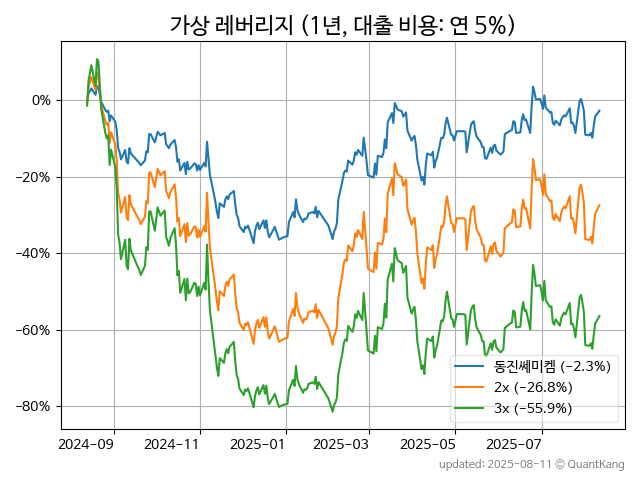 가상 레버리지 (1년, 대출 비용: 연 5%)
0%
−20%
−40%
−60%
−80%
동진쎄미켐 (−2.3%)
2x (−26.8%)
3x (−55.9%)
2024-09 2024-11 2025-01 2025-03 2025-05 2025-07
updated: 2025-08-11 © QuantKang